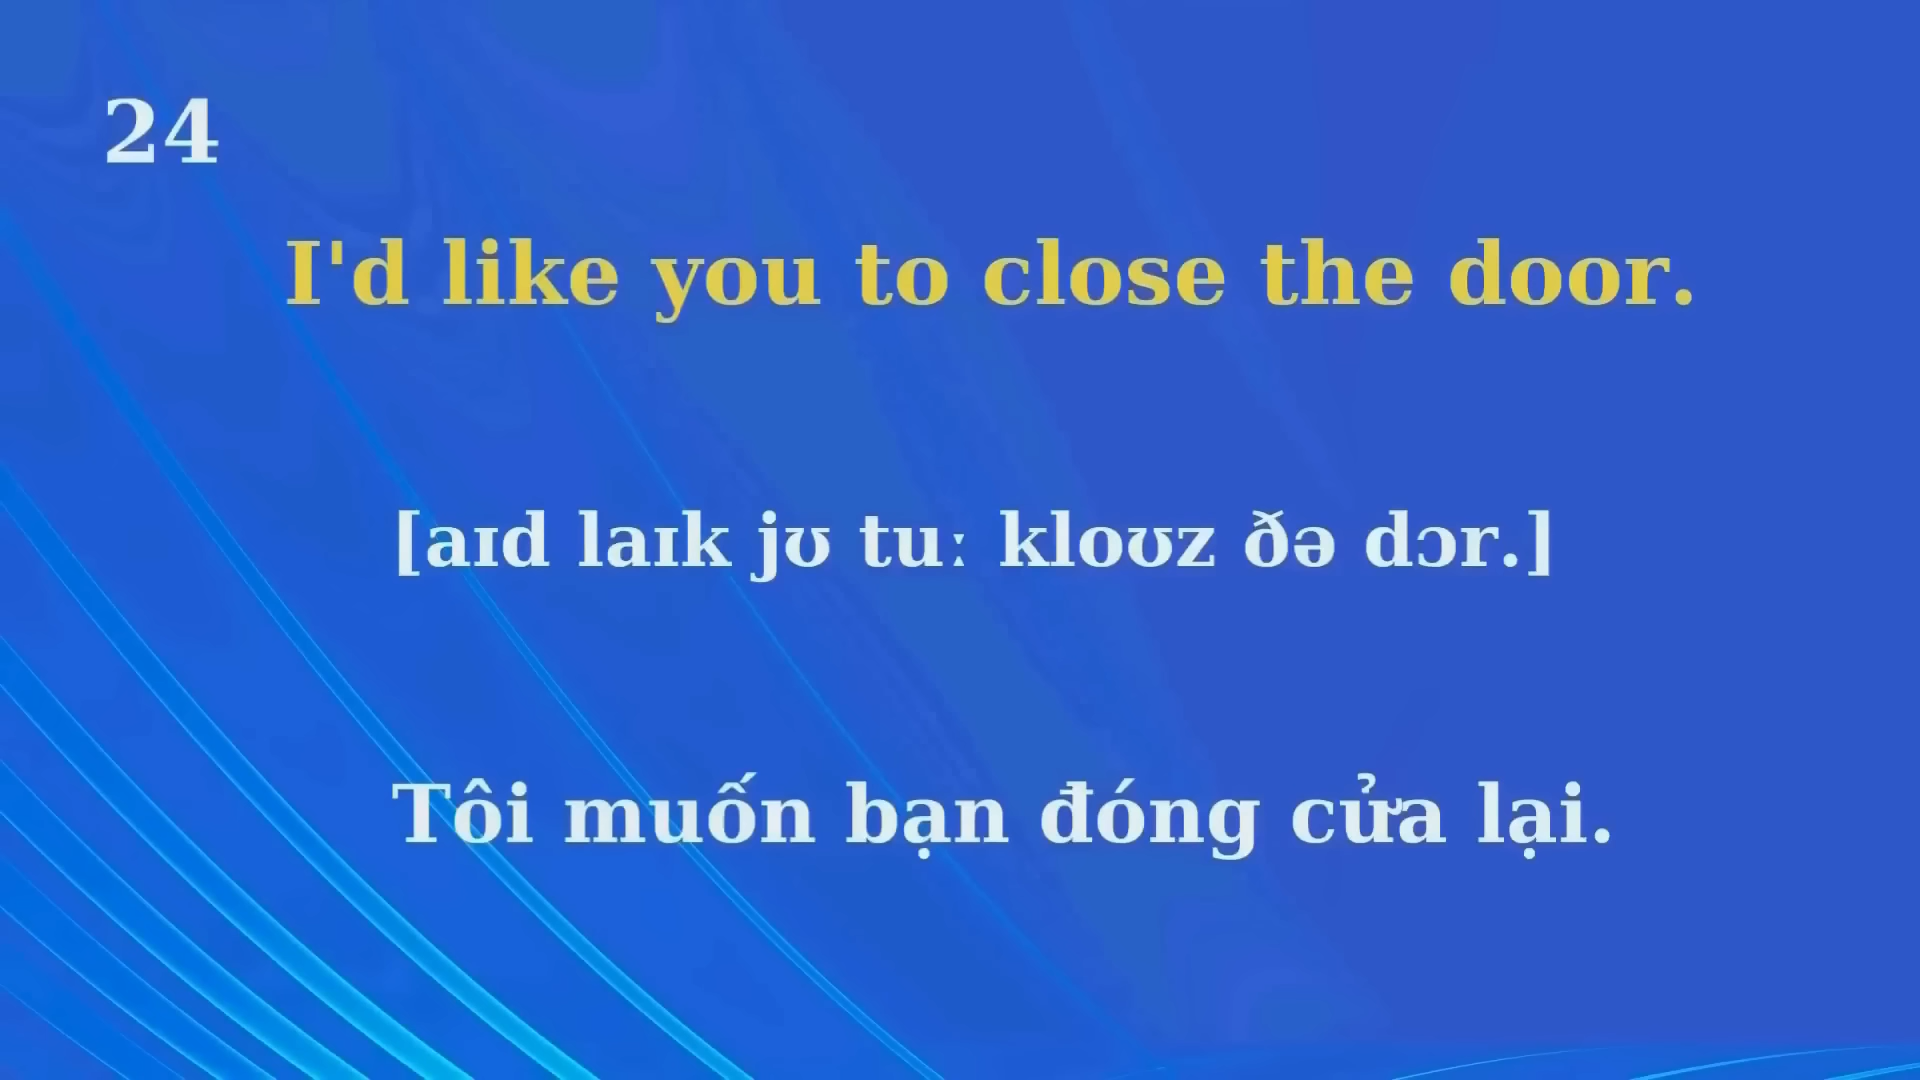 24
I'd like you to close the door.
[aɪd laɪk jʊ tuː kloʊz ðə dɔr.]
Tôi muốn bạn đóng cửa lại.